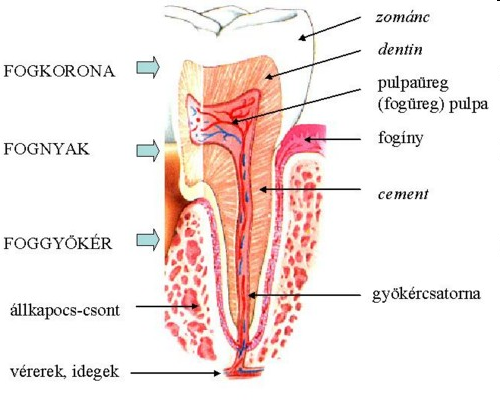 zománc
dentin
FOGKORONA
pulpaüreg
(fogüreg) pulpa
FOGNYAK
fogíny
cement
FOGGYÖKÉR
gyökércsatorna
állkapocs-csont
vérerek, idegek